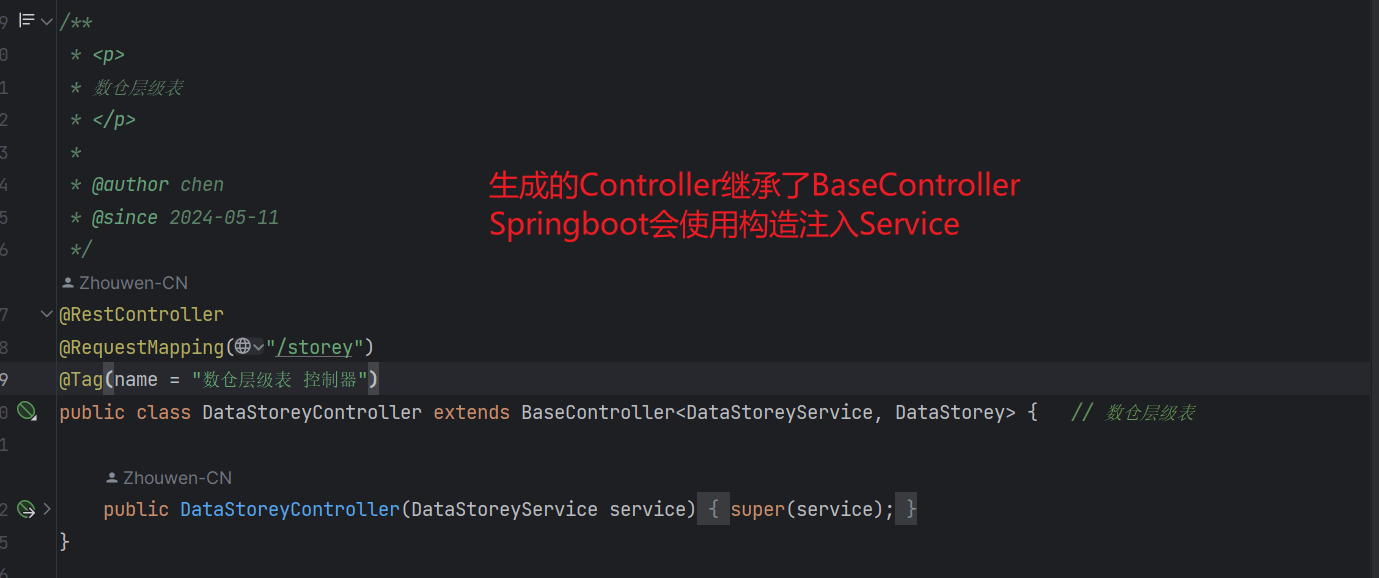 9 /**
0 * <p>
1 * 数仓层级表
2 * </p>
3 *
4 * @author chen
5 * @since 2024-05-11
6 */
生成的Controller继承了BaseController
Springboot会使用构造注入Service
Zhouwen-CN
7 @RestController
8 @RequestMapping("/storey")
9 @Tag(name = "数仓层级表 控制器")
0 public class DataStoreyController extends BaseController<DataStoreyService, DataStorey> { // 数仓层级表
1
Zhouwen-CN
2 public DataStoreyController(DataStoreyService service) { super(service); }
5 }
6